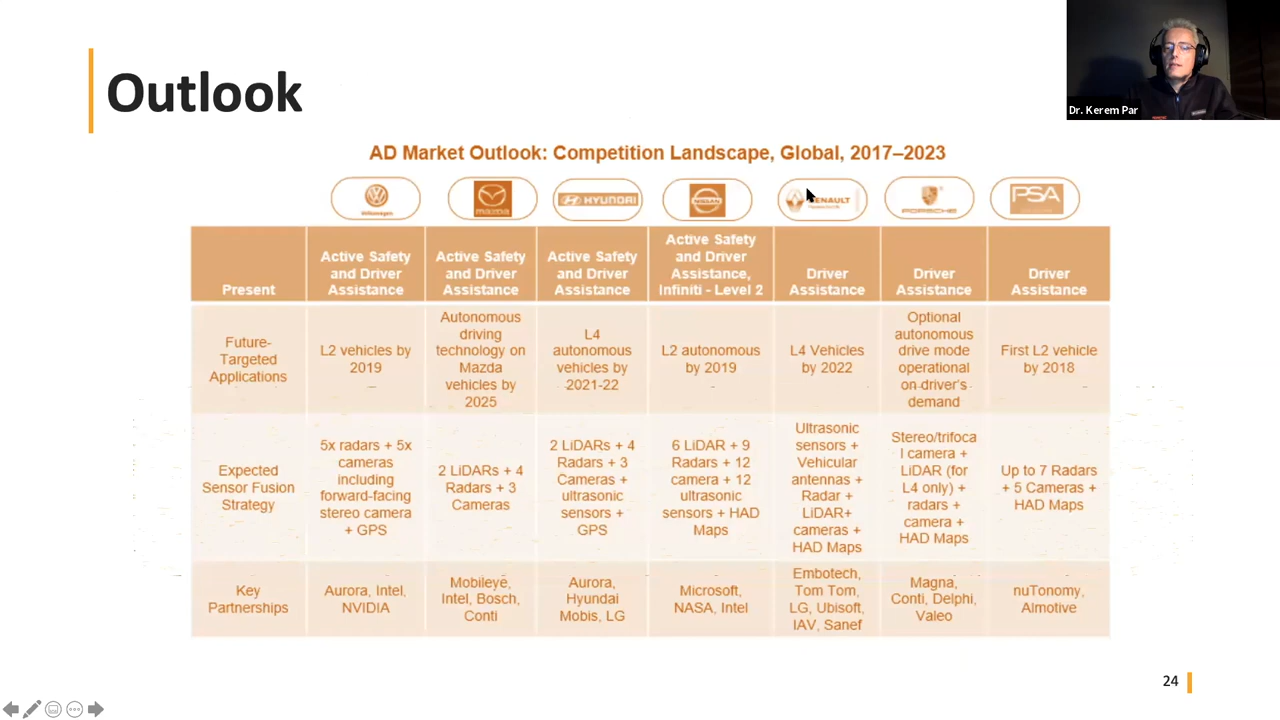 Outlook
Dr. Kerem Par
AD Market Outlook: Competition Landscape, Global, 2017–2023
Volkswagen
mazda
HYUNDAI
NISSAN
RENAULT
PORSCHE
PSA
Present
Active Safety
and Driver
Assistance
Active Safety
and Driver
Assistance
Active Safety
and Driver
Assistance
Active Safety
and Driver
Assistance,
Infiniti - Level 2
Driver
Assistance
Driver
Assistance
Driver
Assistance
Future-
Targeted
Applications
L2 vehicles by
2019
Autonomous
driving
technology on
Mazda
vehicles by
2025
L4
autonomous
vehicles by
2021-22
L2 autonomous
by 2019
L4 Vehicles
by 2022
Optional
autonomous
drive mode
operational
on driver's
demand
First L2 vehicle
by 2018
Expected
Sensor Fusion
Strategy
5x radars + 5x
cameras
including
forward-facing
stereo camera
+ GPS
2 LiDARs + 4
Radars + 3
Cameras
2 LiDARs + 4
Radars + 3
Cameras +
ultrasonic
sensors +
GPS
6 LiDAR + 9
Radars + 12
camera + 12
ultrasonic
sensors + HAD
Maps
Ultrasonic
sensors +
Vehicular
antennas +
Radar +
LiDAR+
cameras +
HAD Maps
Stereo/trifoca
l camera +
LiDAR (for
L4 only) +
radars +
camera +
HAD Maps
Up to 7 Radars
+ 5 Cameras +
HAD Maps
Key
Partnerships
Aurora, Intel,
NVIDIA
Mobileye,
Intel, Bosch,
Conti
Aurora,
Hyundai
Mobis, LG
Microsoft,
NASA, Intel
Embotech,
Tom Tom,
LG, Ubisoft,
IAV, Sanef
Magna,
Conti, Delphi,
Valeo
nuTonomy,
AImotive
24